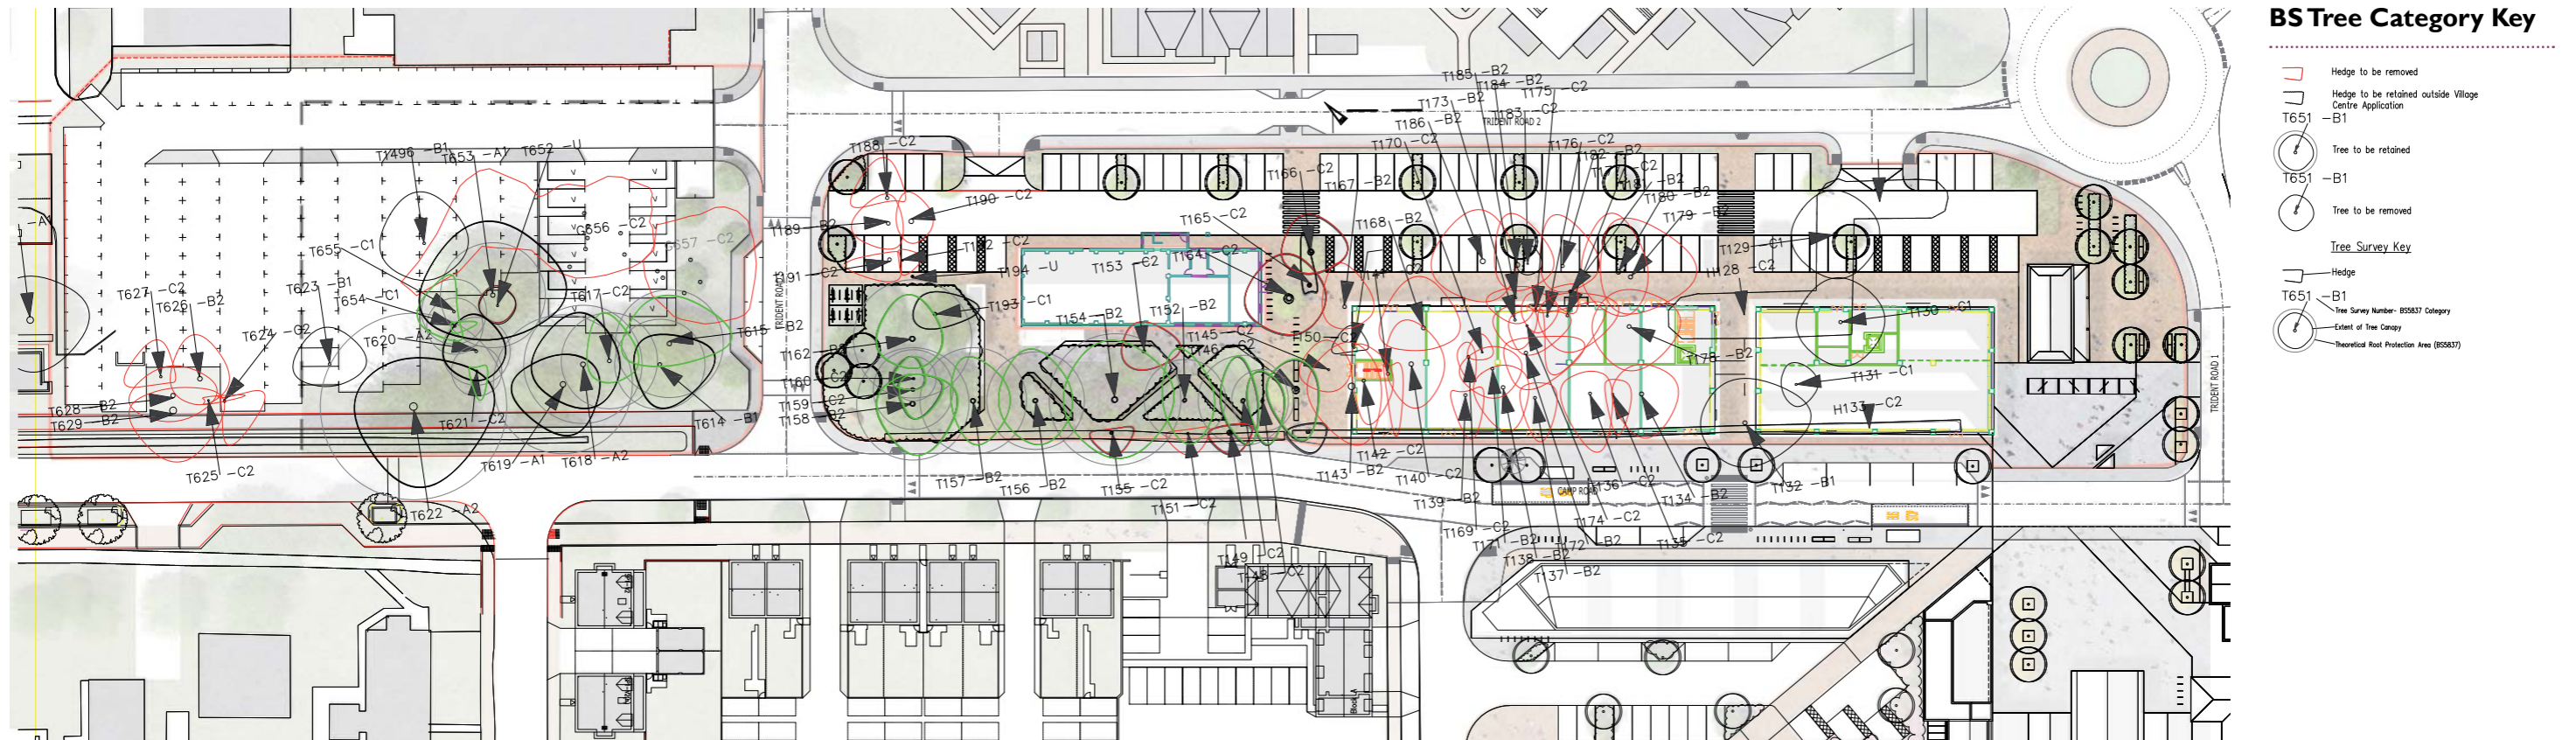 BS Tree Category Key
Hedge to be removed
Hedge to be retained outside Village
Centre Application
T651 -B1
Tree to be retained
T651 -B1
Tree to be removed
Tree Survey Key
Hedge
T651 -B1
Tree Survey Number- BS5837 Category
Extent of Tree Canopy
Theoretical Root Protection Area (BS5837)
T185 -B2
T184 -B2
T175 -C2
T173 -B2
T183 -C2
T186 -B2
TRIDENT ROAD 2
T170 -C2
T176 -C2
T182 -B2
T188 -C2
T1496 -B1
T653 -A1
T652 -U
T166 -C2
T167 -B2
T180 -B2
T179 -B2
T190 -C2
T165 -C2
T168 -B2
T189 -B2
G656 -C2
G657 -C2
T655 -C1
T129 -C1
T153 -C2
T164 -C2
T194 -U
H128 -C2
T627 -C2
T626 -B2
T623 -B1
T654 -C1
T617-C2
T193 -C1
T152 -B2
T154 -B2
T130 -C1
T624 -C2
T620 -A2
T615 -B2
T145 -C2
T146 -C2
T150 -C2
T162
T178 -B2
T131 -C1
TRIDENT ROAD 1
T628 -B2
T629 -B2
T621 -C2
T614 -B1
T159 -C2
T158
H133 -C2
T625 -C2
T619 -A1
T618 -A2
T157 -B2
T156 -B2
T155 -C2
T151 -C2
T142 -C2
T143 -B2
T140 -C2
T139 -B2
CAMP ROAD
T136 -C2
T134 -B2
T132 -B1
T622 -A2
T169 -C2
T174 -C2
T171 -B2
T172 -B2
T135 -C2
T138 -B2
T137 -B2
T149 -C2
T148 -C2